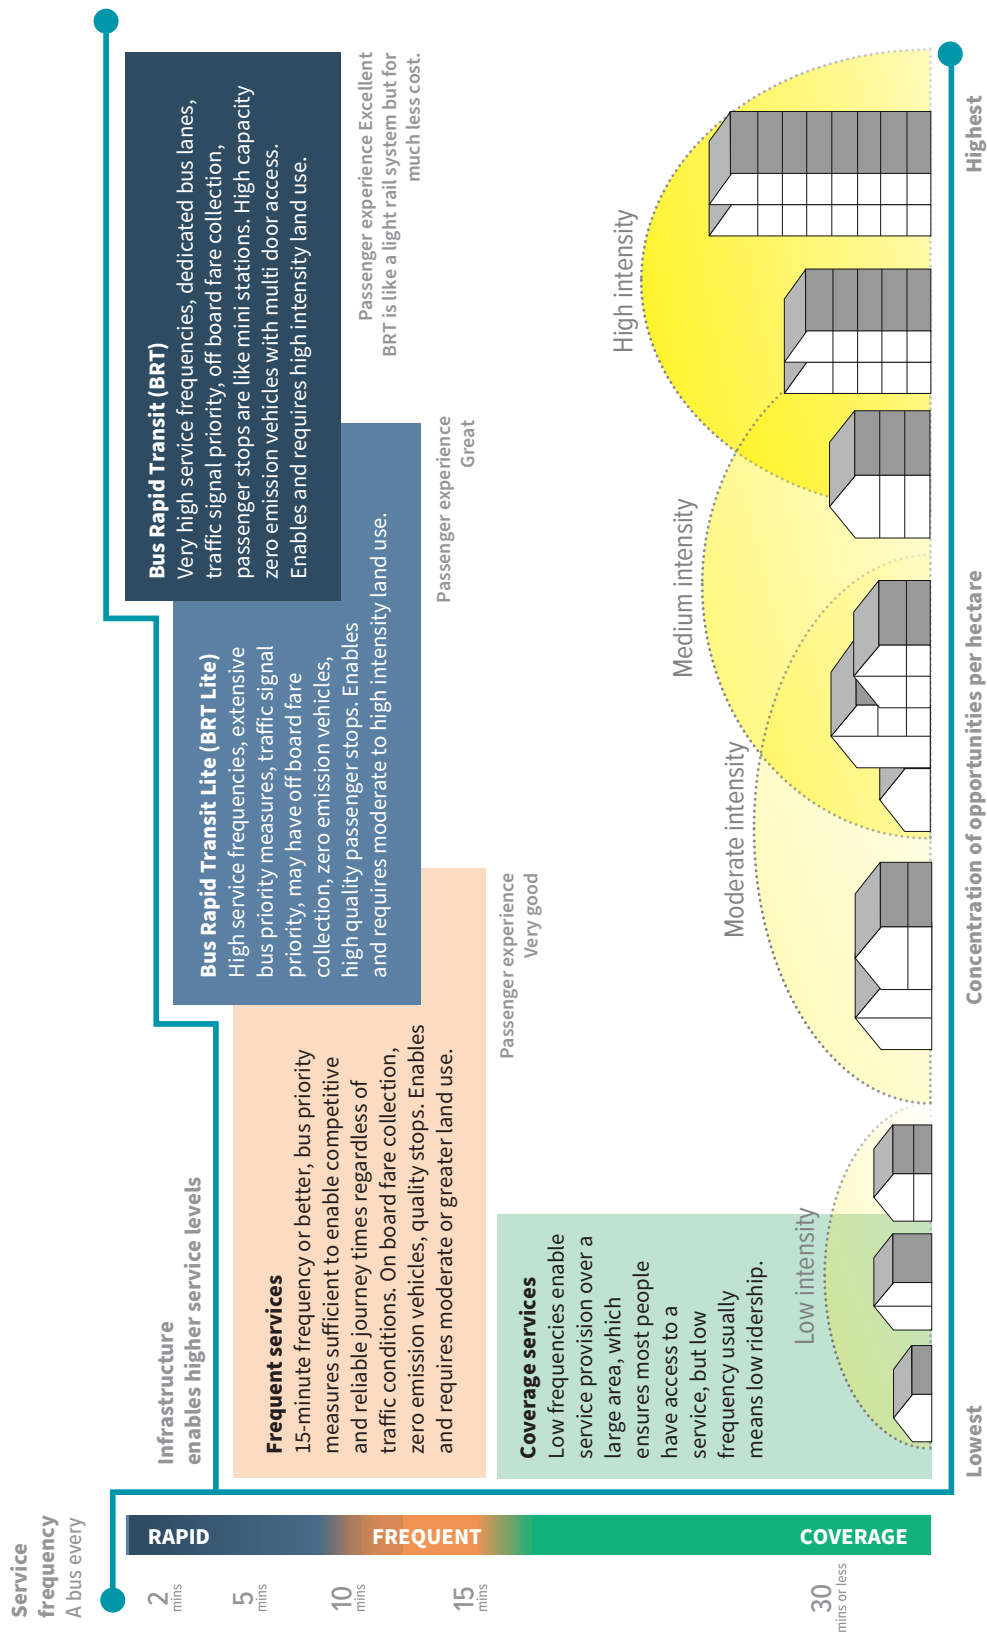 Service
frequency
A bus every
2
mins
5
mins
10
mins
15
mins
30
mins or less
RAPID
FREQUENT
COVERAGE
Infrastructure
enables higher service levels
Bus Rapid Transit (BRT)
Very high service frequencies, dedicated bus lanes,
traffic signal priority, off board fare collection,
passenger stops are like mini stations. High capacity
zero emission vehicles with multi door access.
Enables and requires high intensity land use.
Passenger experience Excellent
BRT is like a light rail system but for
much less cost.
Bus Rapid Transit Lite (BRT Lite)
High service frequencies, extensive
bus priority measures, traffic signal
priority, may have off board fare
collection, zero emission vehicles,
high quality passenger stops. Enables
and requires moderate to high intensity land use.
Passenger experience
Great
Frequent services
15-minute frequency or better, bus priority
measures sufficient to enable competitive
and reliable journey times regardless of
traffic conditions. On board fare collection,
zero emission vehicles, quality stops. Enables
and requires moderate or greater land use.
Passenger experience
Very good
Coverage services
Low frequencies enable
service provision over a
large area, which
ensures most people
have access to a
service, but low
frequency usually
means low ridership.
Low intensity
Moderate intensity
Medium intensity
High intensity
Lowest
Concentration of opportunities per hectare
Highest